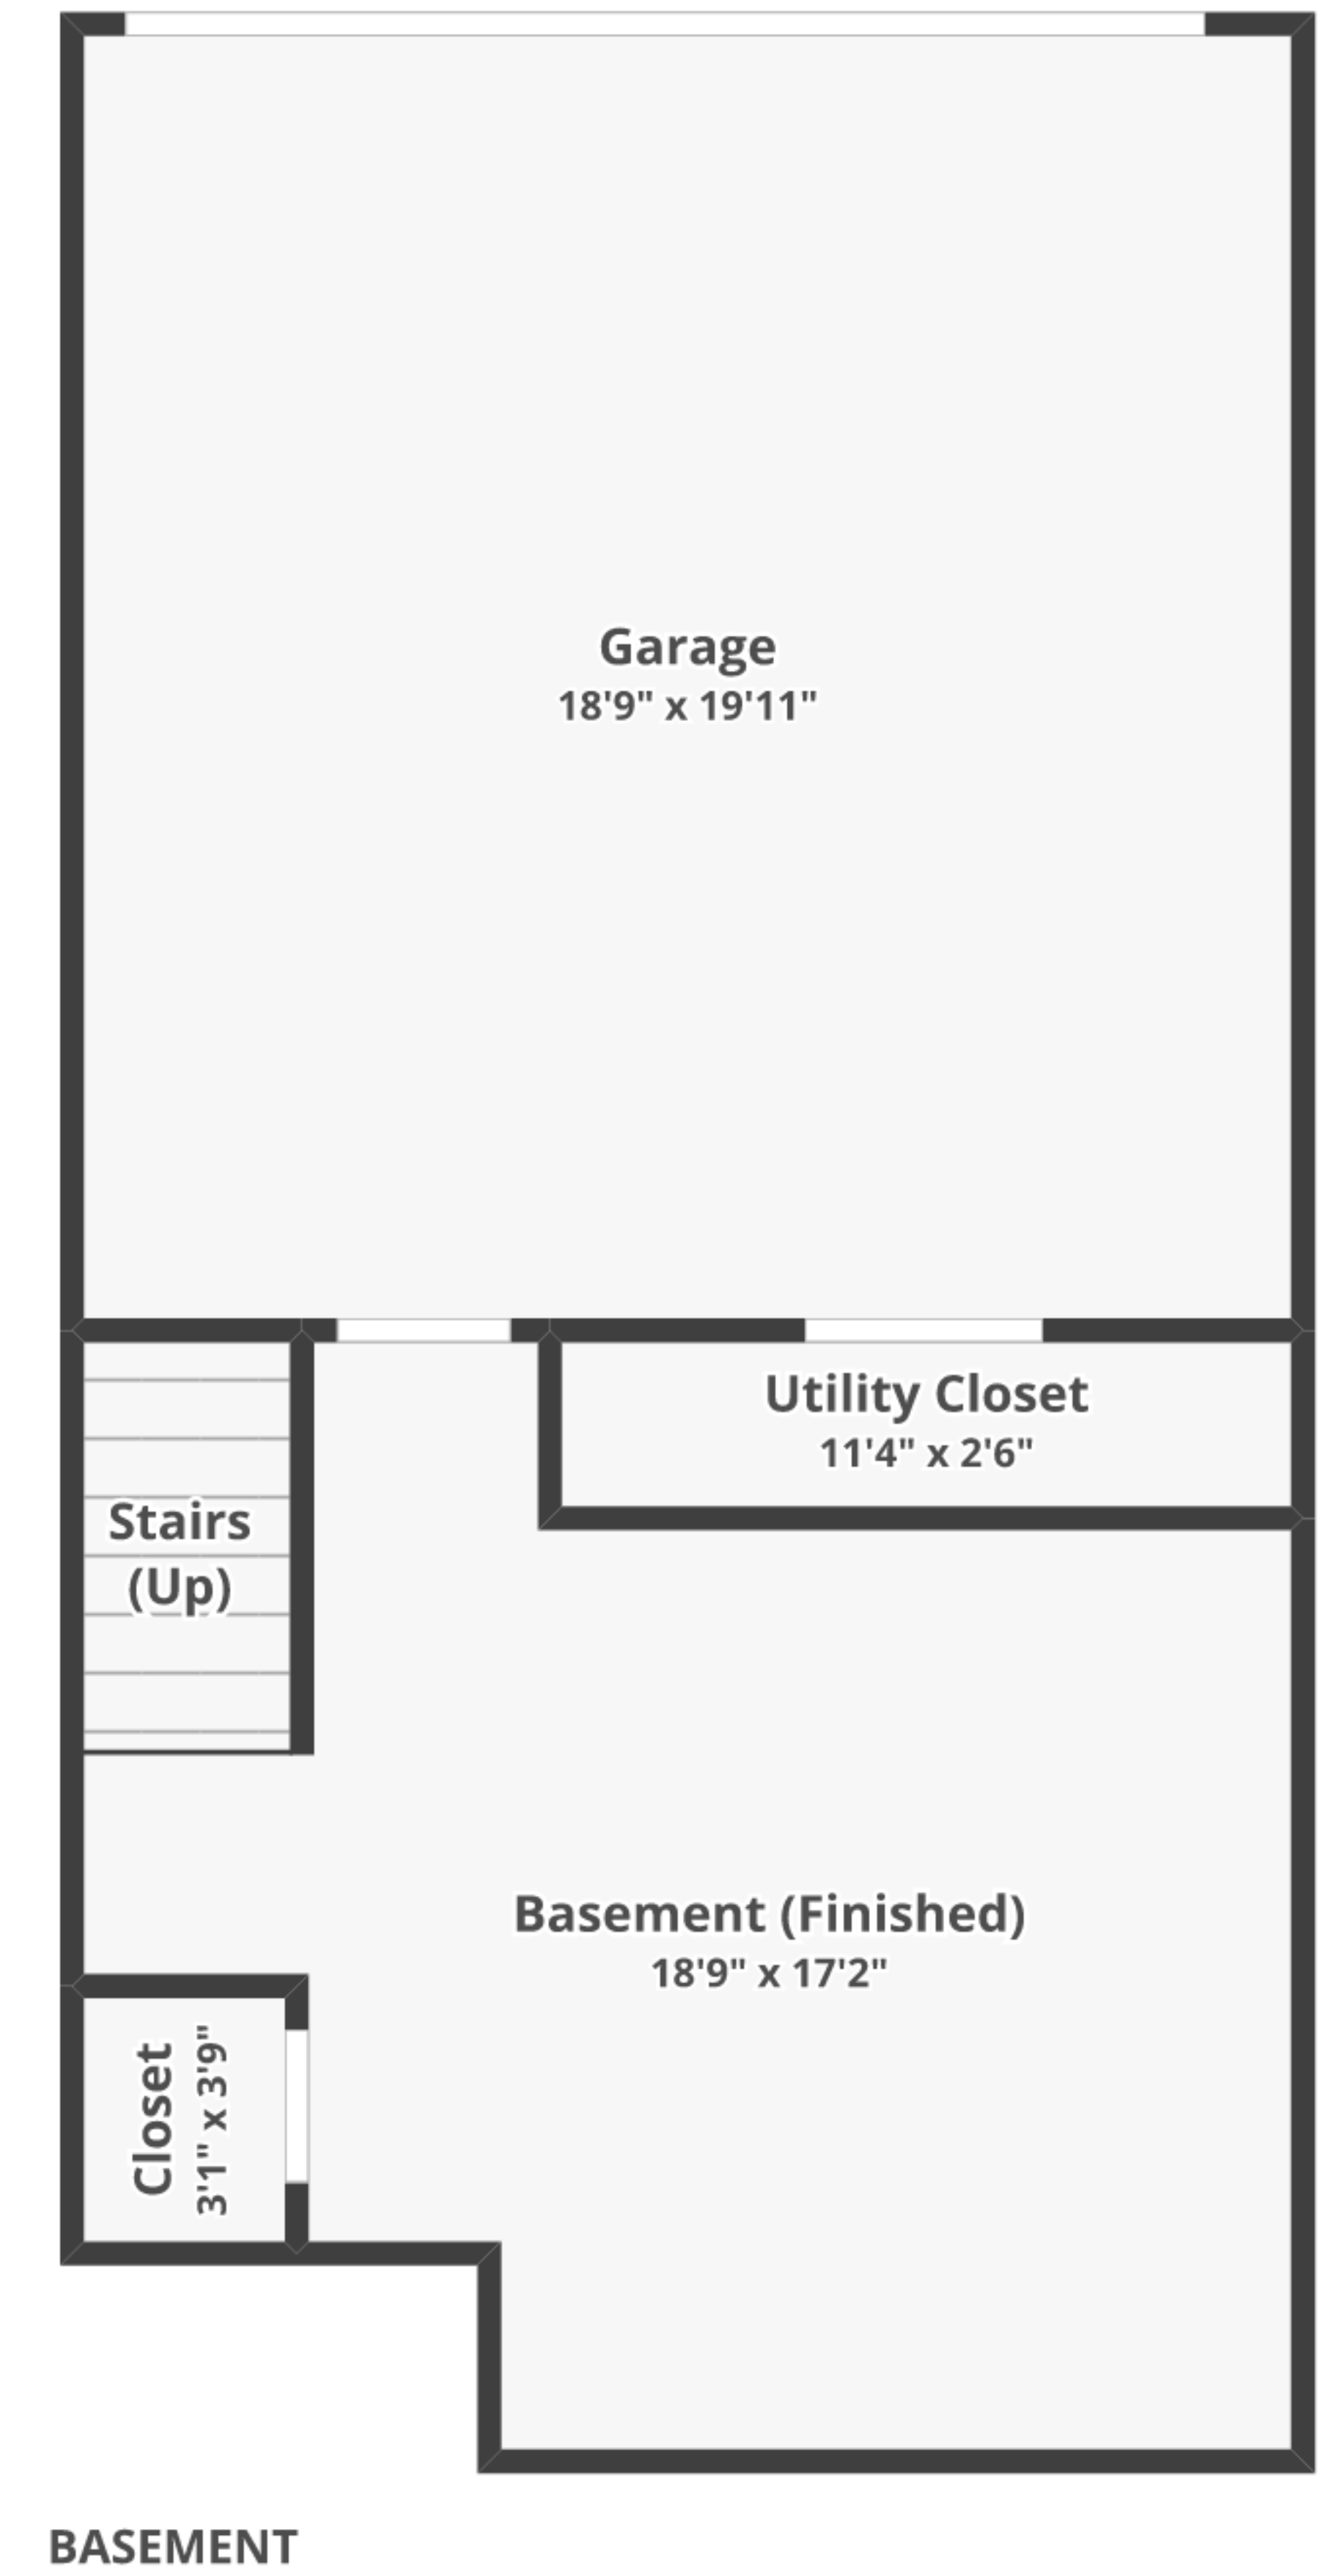 Garage
18'9" x 19'11"
Utility Closet
11'4" x 2'6"
Stairs
(Up)
Basement (Finished)
18'9" x 17'2"
Closet
3'1" x 3'9"
BASEMENT